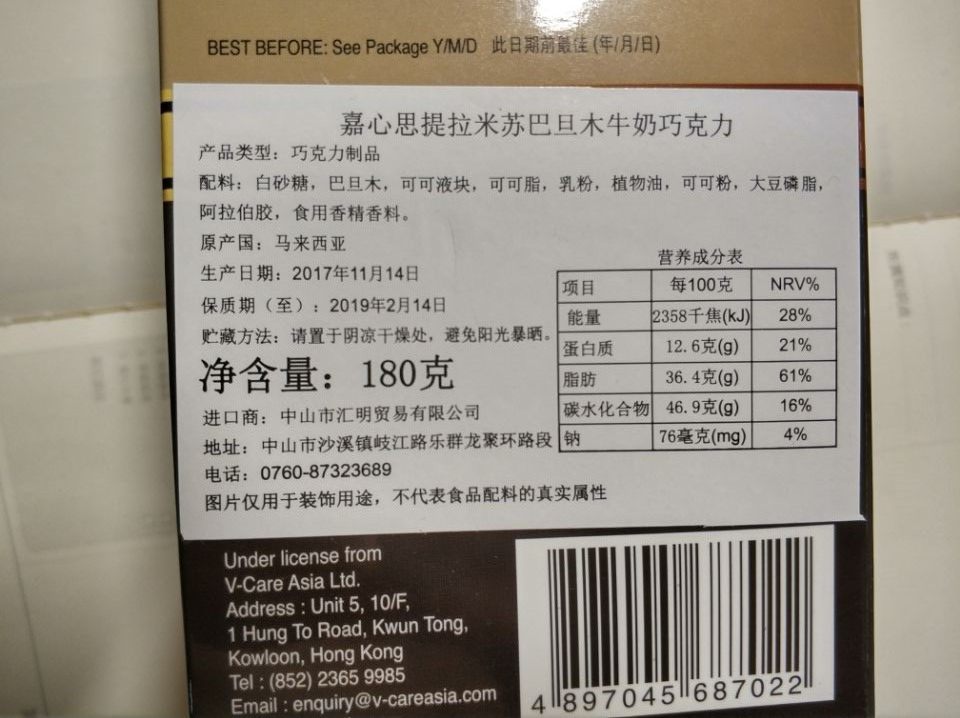 BEST BEFORE: See Package Y/M/D 此日期前最佳 (年/月/日)
嘉心思提拉米苏巴旦木牛奶巧克力
产品类型：巧克力制品
配料：白砂糖，巴旦木，可可液块，可可脂，乳粉，植物油，可可粉，大豆磷脂，
阿拉伯胶，食用香精香料。
原产国：马来西亚
生产日期：2017年11月14日
保质期（至）：2019年2月14日
贮藏方法：请置于阴凉干燥处，避免阳光暴晒。
净含量：180克
进口商：中山市汇明贸易有限公司
地址：中山市沙溪镇岐江路乐群龙聚环路段
电话：0760-87323689
图片仅用于装饰用途，不代表食品配料的真实属性
营养成分表
项目 每100克 NRV%
能量 2358千焦(kJ) 28%
蛋白质 12.6克(g) 21%
脂肪 36.4克(g) 61%
碳水化合物 46.9克(g) 16%
钠 76毫克(mg) 4%
Under license from
V-Care Asia Ltd.
Address : Unit 5, 10/F,
1 Hung To Road, Kwun Tong,
Kowloon, Hong Kong
Tel : (852) 2365 9985
Email : enquiry@v-careasia.com
4 897045 687022